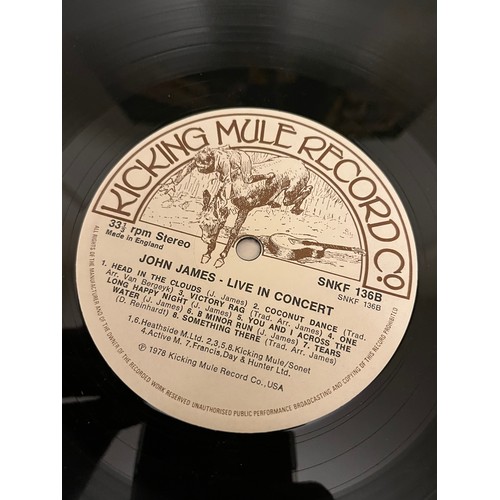 KICKING MULE RECORD Co.
33⅓ rpm Stereo
Made in England
SNKF 136B
SNKF 136B
JOHN JAMES - LIVE IN CONCERT
1. HEAD IN THE CLOUDS (J. James) 2. COCONUT DANCE (Trad.
Arr. Van Bergeyk) 3. VICTORY RAG (Trad. Arr. James) 4. ONE
LONG HAPPY NIGHT (J. James) 5. YOU AND I ACROSS THE
WATER (J. James) 6. B MINOR RUN (J. James) 7. TEARS
(D. Reinhardt) 8. SOMETHING THERE (Trad. Arr. James)
1,6.Heathside M.Ltd. 2,3,5,8.Kicking Mule/Sonet
4.Active M. 7.Francis,Day & Hunter Ltd.
℗ 1978 Kicking Mule Record Co.,USA
ALL RIGHTS OF THE MANUFACTURER AND OF THE OWNER OF THE RECORDED WORK RESERVED UNAUTHORISED PUBLIC PERFORMANCE BROADCASTING AND COPYING OF THIS RECORD PROHIBITED